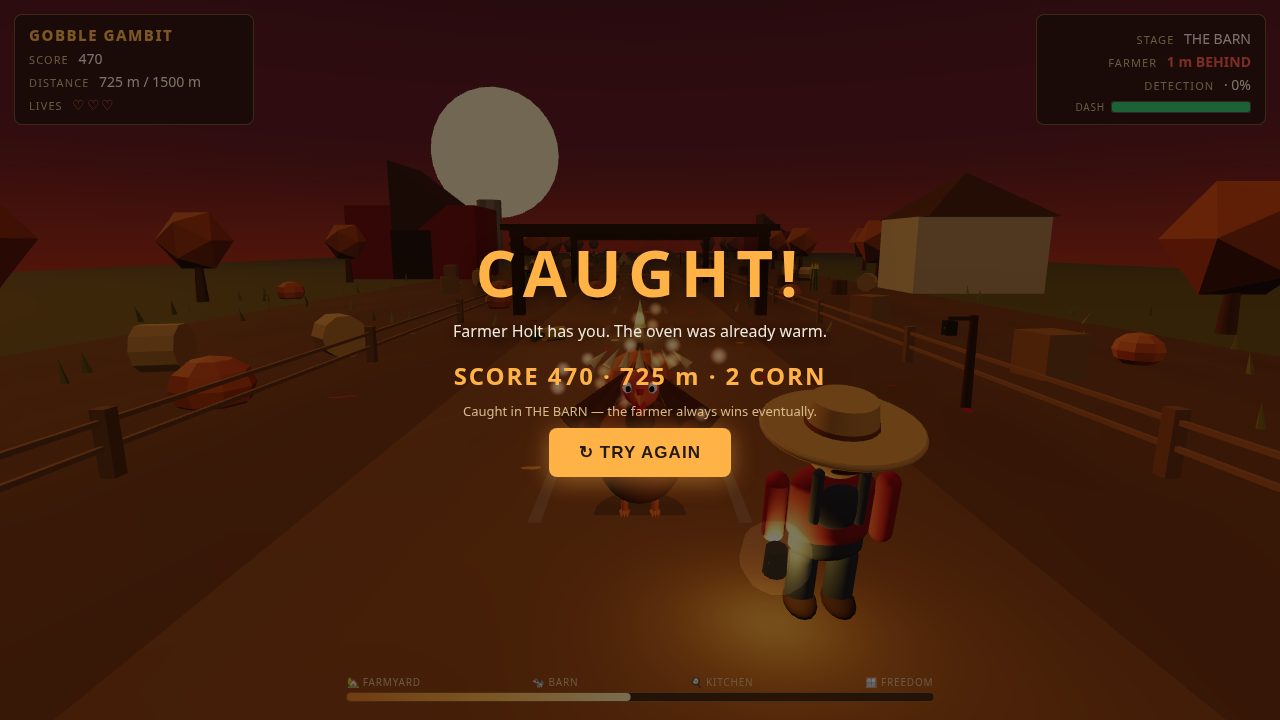 GOBBLE GAMBIT
SCORE 470
DISTANCE 725 m / 1500 m
LIVES ♡♡♡
STAGE THE BARN
FARMER 1 m BEHIND
DETECTION · 0%
DASH
CAUGHT!
Farmer Holt has you. The oven was already warm.
SCORE 470 · 725 m · 2 CORN
Caught in THE BARN — the farmer always wins eventually.
↻ TRY AGAIN
🏡 FARMYARD 🐄 BARN 🍳 KITCHEN 🪟 FREEDOM